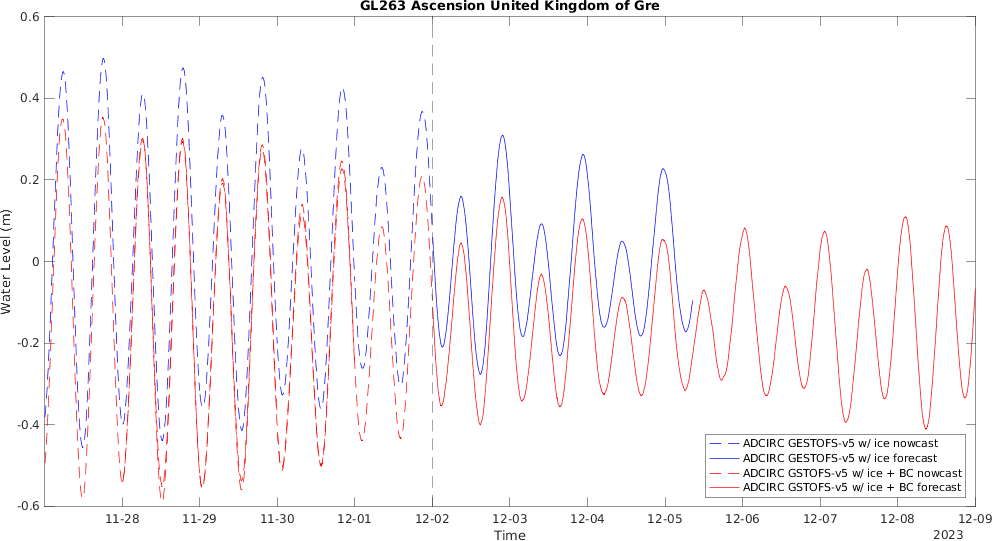 GL263 Ascension United Kingdom of Gre
Water Level (m)
0.6
0.4
0.2
0
-0.2
-0.4
-0.6
11-28
11-29
11-30
12-01
12-02
12-03
12-04
12-05
12-06
12-07
12-08
12-09
Time
2023
ADCIRC GESTOFS-v5 w/ ice nowcast
ADCIRC GESTOFS-v5 w/ ice forecast
ADCIRC GSTOFS-v5 w/ ice + BC nowcast
ADCIRC GSTOFS-v5 w/ ice + BC forecast